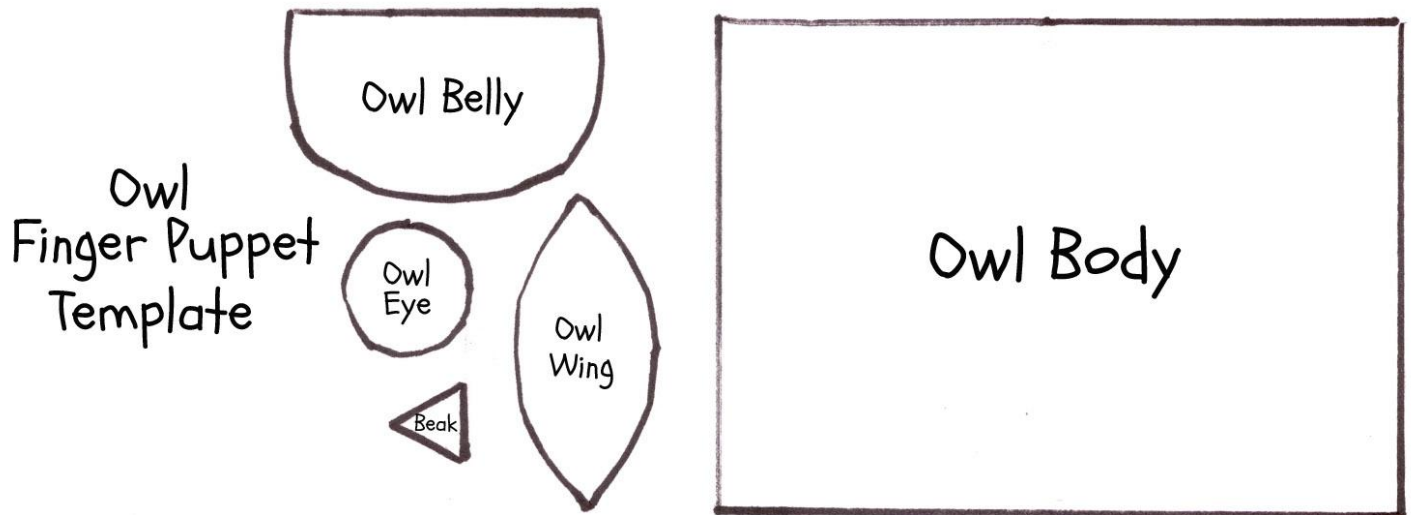 Owl
Finger Puppet
Template
Owl Belly
Owl
Eye
Beak
Owl
Wing
Owl Body